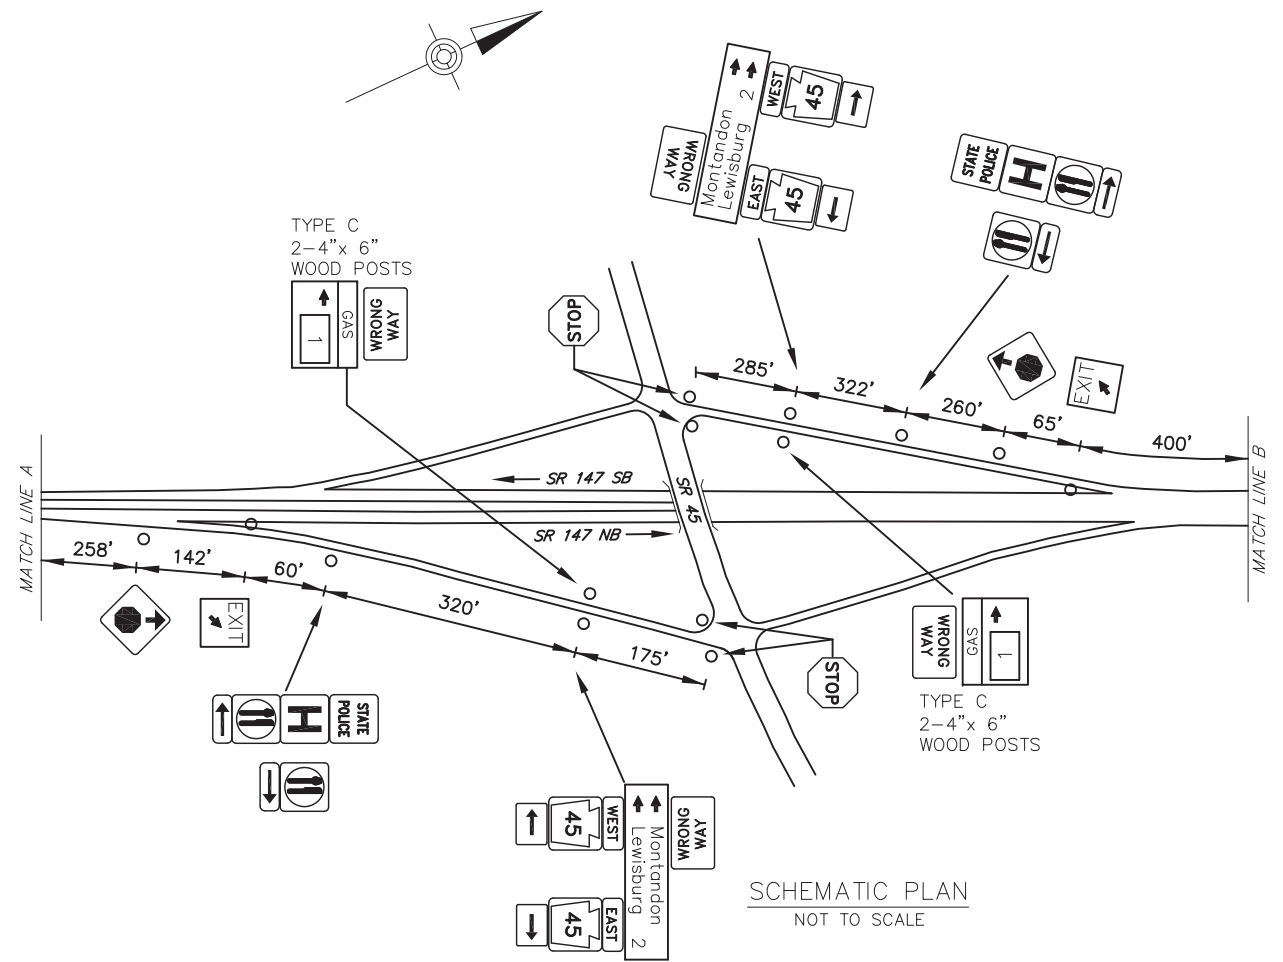 Montandon
Lewisburg 2
WRONG
WAY
WEST
45
EAST
45
STATE
POLICE
H
TYPE C
2-4"x 6"
WOOD POSTS
1
GAS
WRONG
WAY
STOP
EXIT
285'
322'
260'
65'
400'
MATCH LINE A
MATCH LINE B
SR 147 SB
SR 45
SR 147 NB
258'
142'
60'
320'
175'
EXIT
STOP
WRONG
WAY
GAS
1
TYPE C
2-4"x 6"
WOOD POSTS
H
STATE
POLICE
45
WEST
45
EAST
Montandon
Lewisburg 2
WRONG
WAY
SCHEMATIC PLAN
NOT TO SCALE